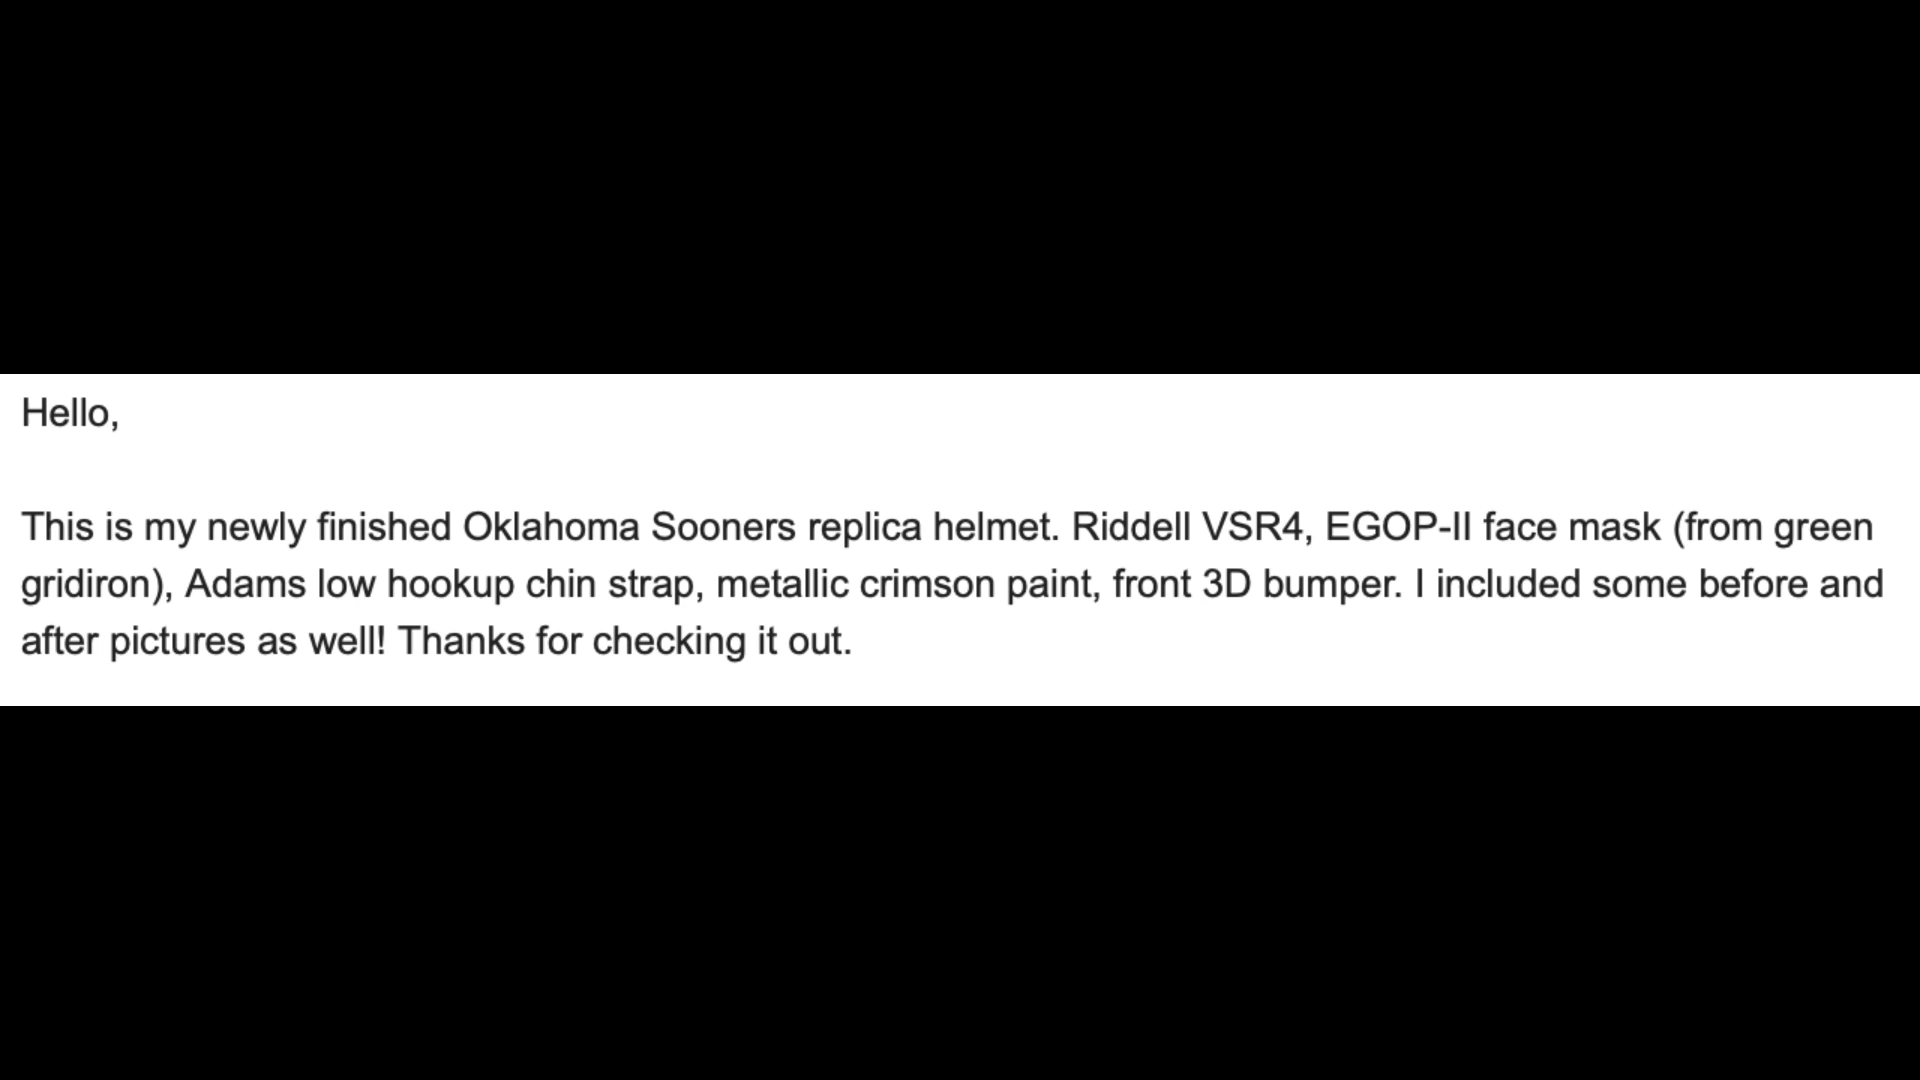 Hello,
This is my newly finished Oklahoma Sooners replica helmet. Riddell VSR4, EGOP-II face mask (from green
gridiron), Adams low hookup chin strap, metallic crimson paint, front 3D bumper. I included some before and
after pictures as well! Thanks for checking it out.